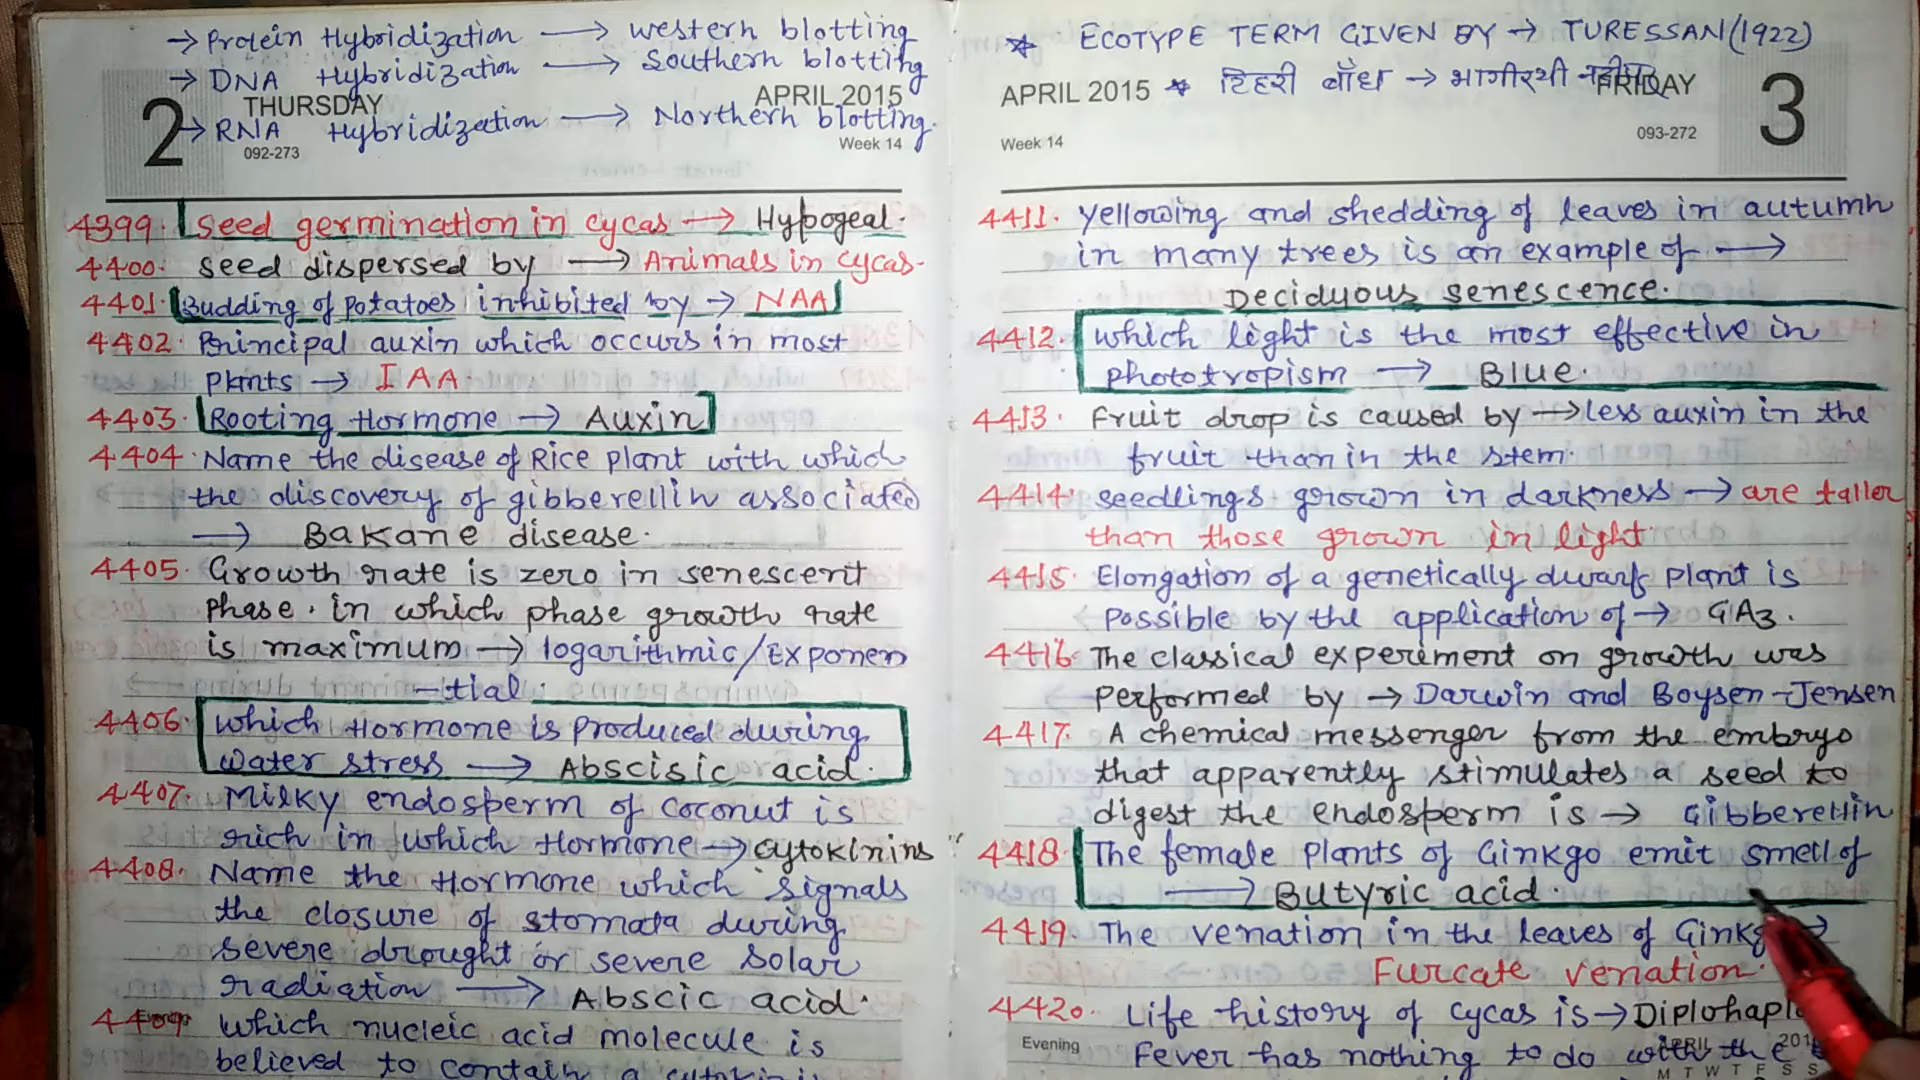 → Protein Hybridization → western blotting
→ DNA Hybridization → Southern blotting
2 THURSDAY APRIL 2015
→ RNA Hybridization → Northern blotting.
092-273 Week 14
4399. Seed germination in cycas → Hypogeal.
4400. seed dispersed by → Animals in cycas.
4401. Budding of potatoes inhibited by → NAA
4402. Principal auxin which occurs in most
plants → IAA
4403. Rooting Hormone → Auxin
4404. Name the disease of Rice plant with which
the discovery of gibberellin associated
→ Bakane disease.
4405. Growth rate is zero in senescent
phase. in which phase growth rate
is maximum → logarithmic/Exponen
-tial.
4406. which Hormone is produced during
water stress → Abscisic acid.
4407. Milky endosperm of coconut is
rich in which Hormone → cytokinins
4408. Name the Hormone which signals
the closure of stomata during
severe drought or severe solar
radiation → Abscic acid.
4409. which nucleic acid molecule is
believed to contain a
* ECOTYPE TERM GIVEN BY → TURESSAN (1922)
APRIL 2015 * टिहरी बाँध → भागीरथी FRIDAY 3
Week 14 093-272
4411. yellowing and shedding of leaves in autumn
in many trees is an example of →
Deciduous senescence.
4412. which light is the most effective in
phototropism → Blue.
4413. Fruit drop is caused by → less auxin in the
fruit than in the stem.
4414. seedlings grown in darkness → are taller
than those grown in light
4415. Elongation of a genetically dwarf plant is
possible by the application of → GA3.
4416. The classical experiment on growth was
performed by → Darwin and Boysen-Jensen
4417. A chemical messenger from the embryo
that apparently stimulates a seed to
digest the endosperm is → Gibberellin
4418. The female plants of Ginkgo emit smell of
→ Butyric acid.
4419. The venation in the leaves of Ginkgo →
Furcate venation.
4420. Life history of cycas is →
Evening Fever has nothing to do with the
M T W T F S S